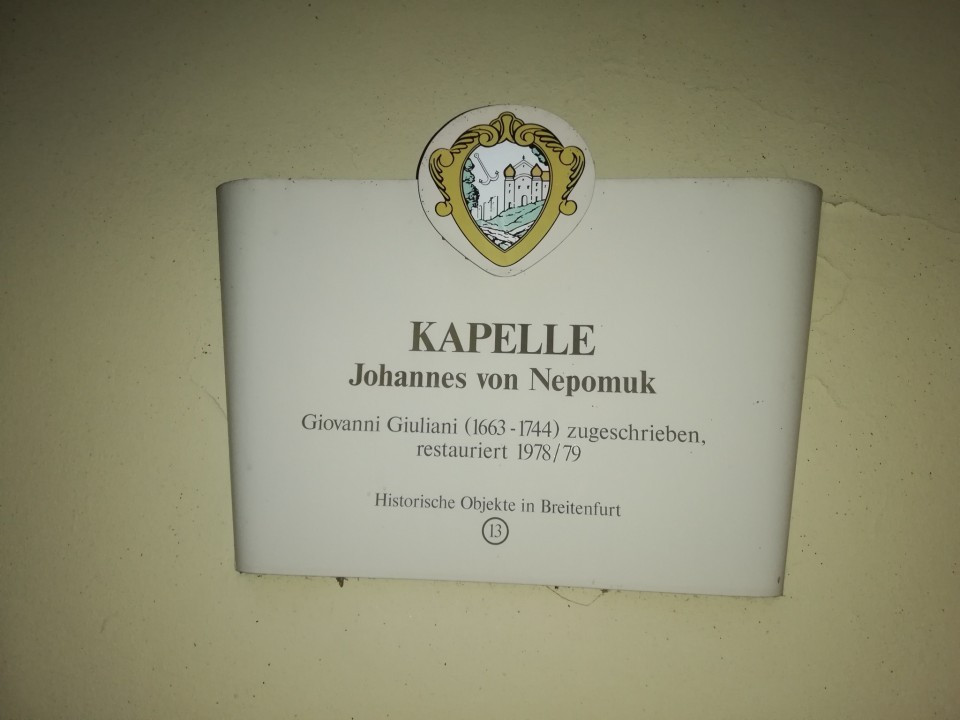 KAPELLE
Johannes von Nepomuk
Giovanni Giuliani (1663-1744) zugeschrieben,
restauriert 1978/79
Historische Objekte in Breitenfurt
13